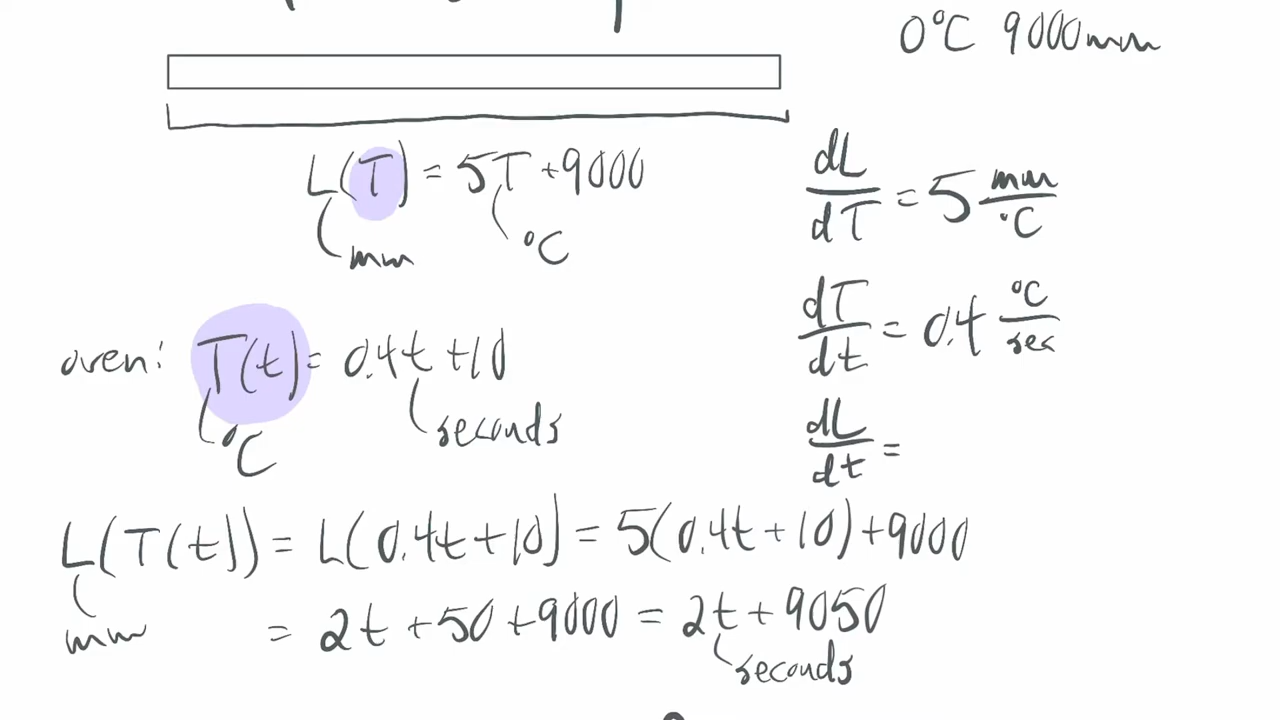 0°C 9000mm
L(T) = 5T + 9000
mm
°C
dL/dT = 5 mm/°C
oven: T(t) = 0.4t + 10
°C
seconds
dT/dt = 0.4 °C/sec
dL/dt =
L(T(t)) = L(0.4t + 10) = 5(0.4t + 10) + 9000
mm
= 2t + 50 + 9000 = 2t + 9050
seconds